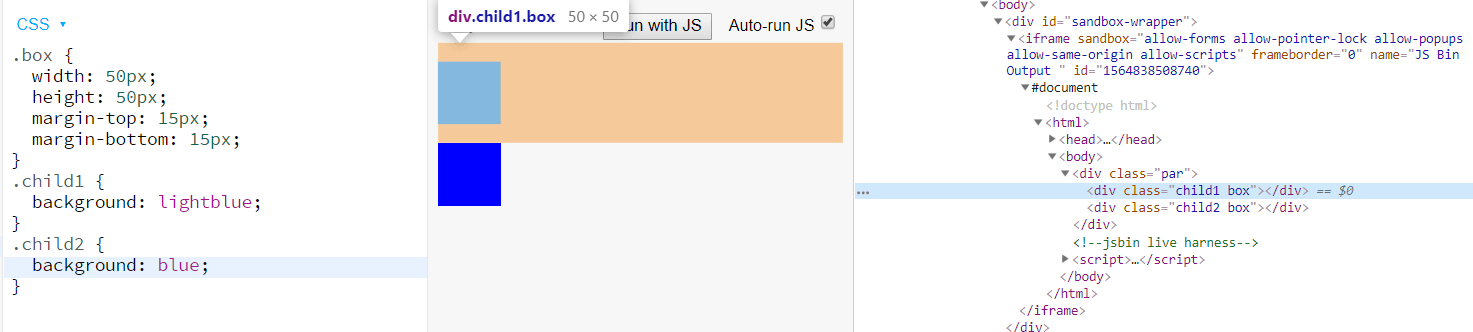 CSS ▾
.box {
width: 50px;
height: 50px;
margin-top: 15px;
margin-bottom: 15px;
}
.child1 {
background: lightblue;
}
.child2 {
background: blue;
}
div.child1.box 50 × 50
un with JS
Auto-run JS
<body>
<div id="sandbox-wrapper">
<iframe sandbox="allow-forms allow-pointer-lock allow-popups
allow-same-origin allow-scripts" frameborder="0" name="JS Bin
Output " id="1564838508740">
#document
<!doctype html>
<html>
<head>…</head>
<body>
<div class="par">
… <div class="child1 box"></div> == $0
<div class="child2 box"></div>
</div>
<!--jsbin live harness-->
<script>…</script>
</body>
</html>
</iframe>
</div>